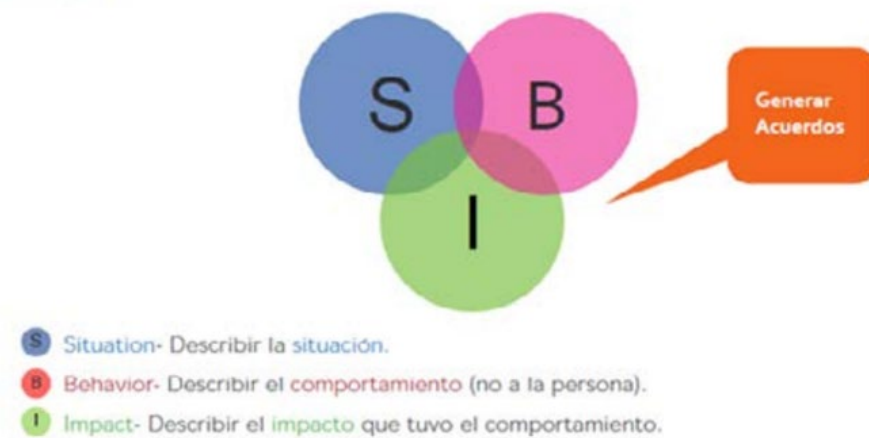 S
B
Generar
Acuerdos
I
S Situation- Describir la situación.
B Behavior- Describir el comportamiento (no a la persona).
I Impact- Describir el impacto que tuvo el comportamiento.